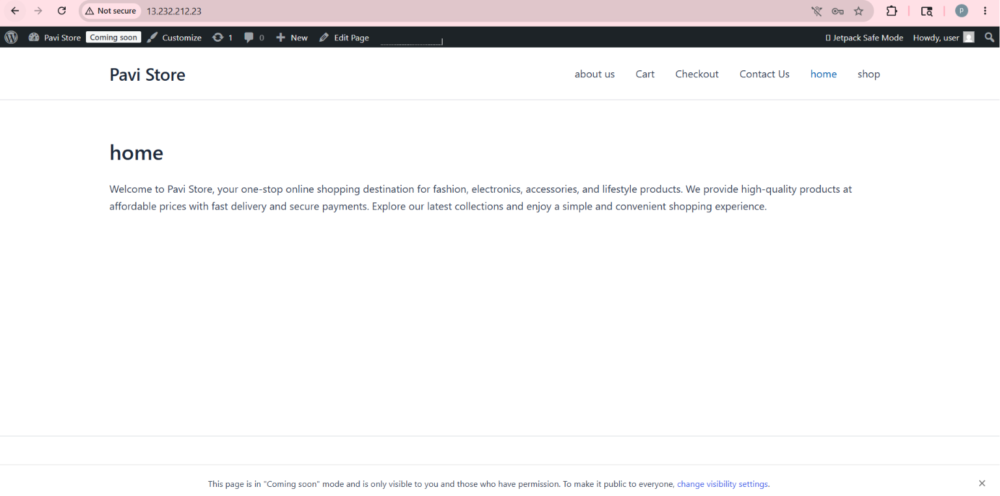 Not secure 13.232.212.23
P
Pavi Store Coming soon Customize 1 0 New Edit Page Jetpack Safe Mode Howdy, user
Pavi Store about us Cart Checkout Contact Us home shop
home
Welcome to Pavi Store, your one-stop online shopping destination for fashion, electronics, accessories, and lifestyle products. We provide high-quality products at
affordable prices with fast delivery and secure payments. Explore our latest collections and enjoy a simple and convenient shopping experience.
This page is in "Coming soon" mode and is only visible to you and those who have permission. To make it public to everyone, change visibility settings.